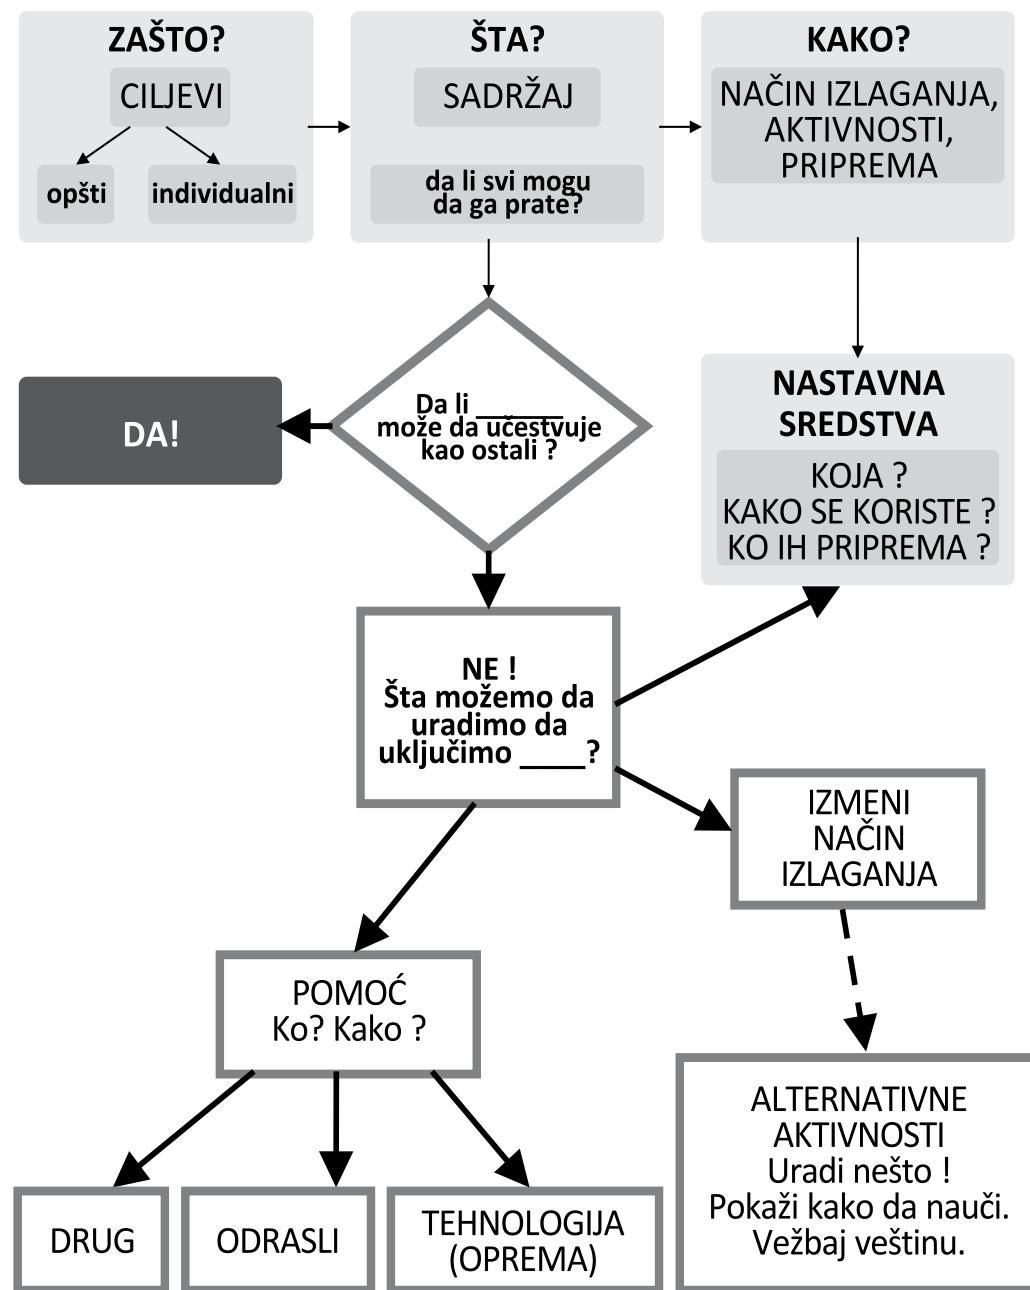 ZAŠTO?
CILJEVI
opšti
individualni
ŠTA?
SADRŽAJ
da li svi mogu
da ga prate?
KAKO?
NAČIN IZLAGANJA,
AKTIVNOSTI,
PRIPREMA
DA!
Da li _______
može da učestvuje
kao ostali ?
NASTAVNA
SREDSTVA
KOJA ?
KAKO SE KORISTE ?
KO IH PRIPREMA ?
NE !
Šta možemo da
uradimo da
uključimo _____?
IZMENI
NAČIN
IZLAGANJA
POMOĆ
Ko? Kako ?
DRUG
ODRASLI
TEHNOLOGIJA
(OPREMA)
ALTERNATIVNE
AKTIVNOSTI
Uradi nešto !
Pokaži kako da nauči.
Vežbaj veštinu.